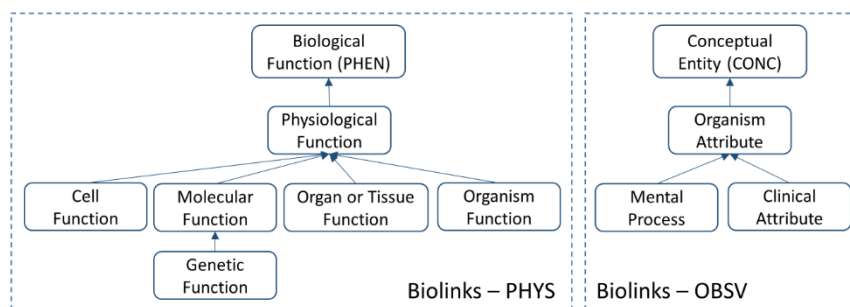 Biological
Function (PHEN)
Physiological
Function
Cell
Function
Molecular
Function
Organ or Tissue
Function
Organism
Function
Genetic
Function
Biolinks – PHYS
Conceptual
Entity (CONC)
Organism
Attribute
Mental
Process
Clinical
Attribute
Biolinks – OBSV